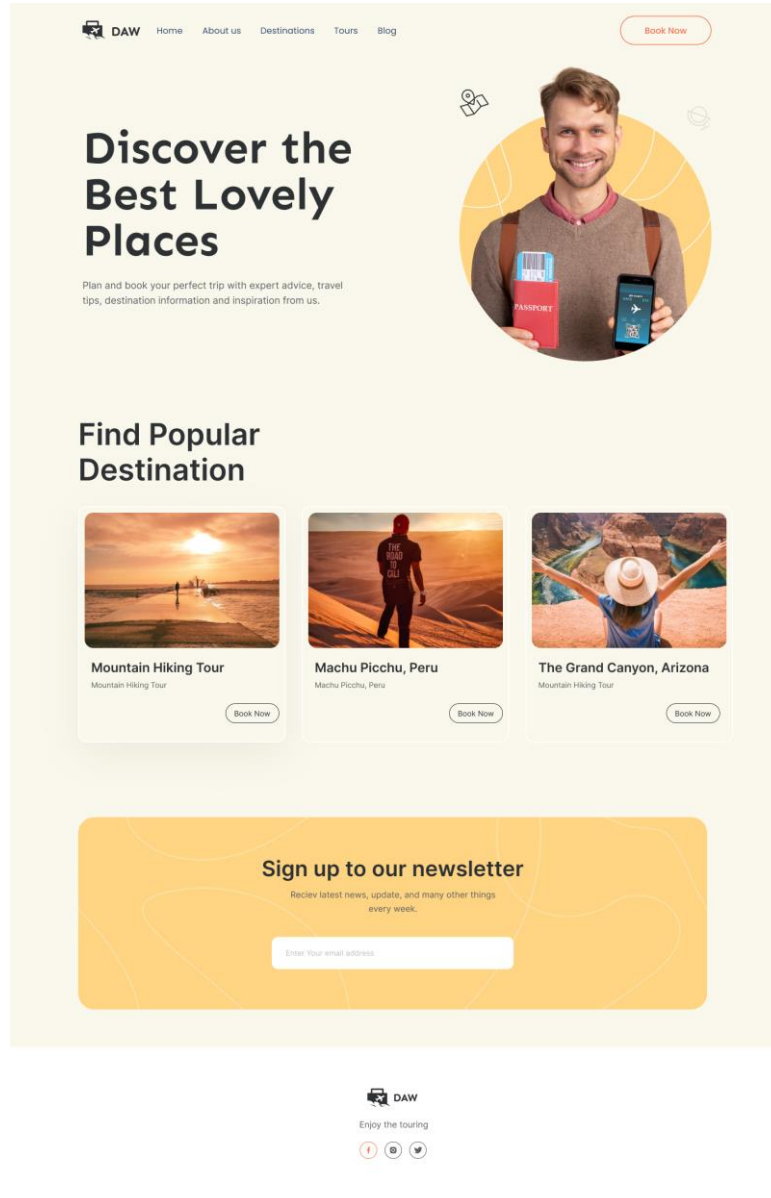 DAW Home About us Destinations Tours Blog Book Now
Discover the
Best Lovely
Places
Plan and book your perfect trip with expert advice, travel
tips, destination information and inspiration from us.
PASSPORT
Find Popular
Destination
THE
ROAD
TO
Mountain Hiking Tour
Mountain Hiking Tour
Book Now
Machu Picchu, Peru
Machu Picchu, Peru
Book Now
The Grand Canyon, Arizona
Mountain Hiking Tour
Book Now
Sign up to our newsletter
Reciev latest news, update, and many other things
every week.
Enter Your email address
DAW
Enjoy the touring